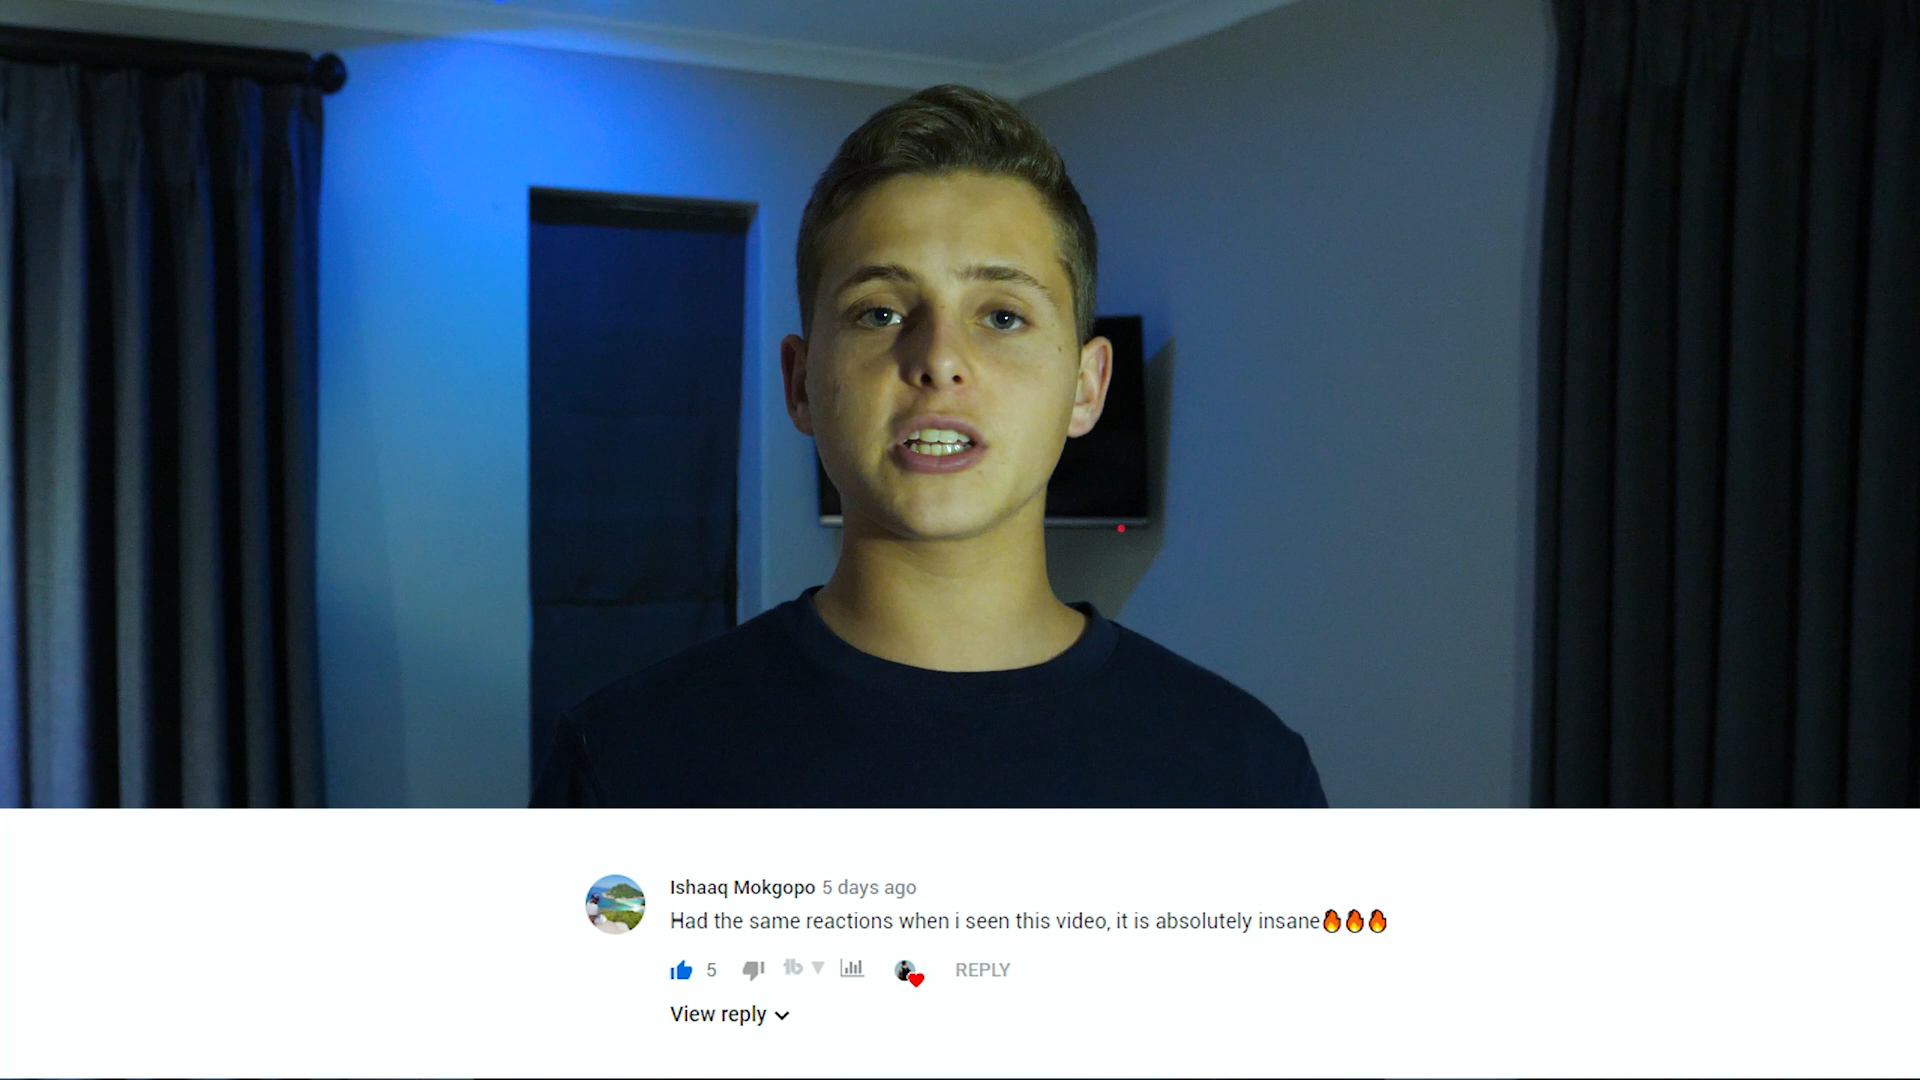 Ishaaq Mokgopo 5 days ago
Had the same reactions when i seen this video, it is absolutely insane🔥🔥🔥
5 REPLY
View reply